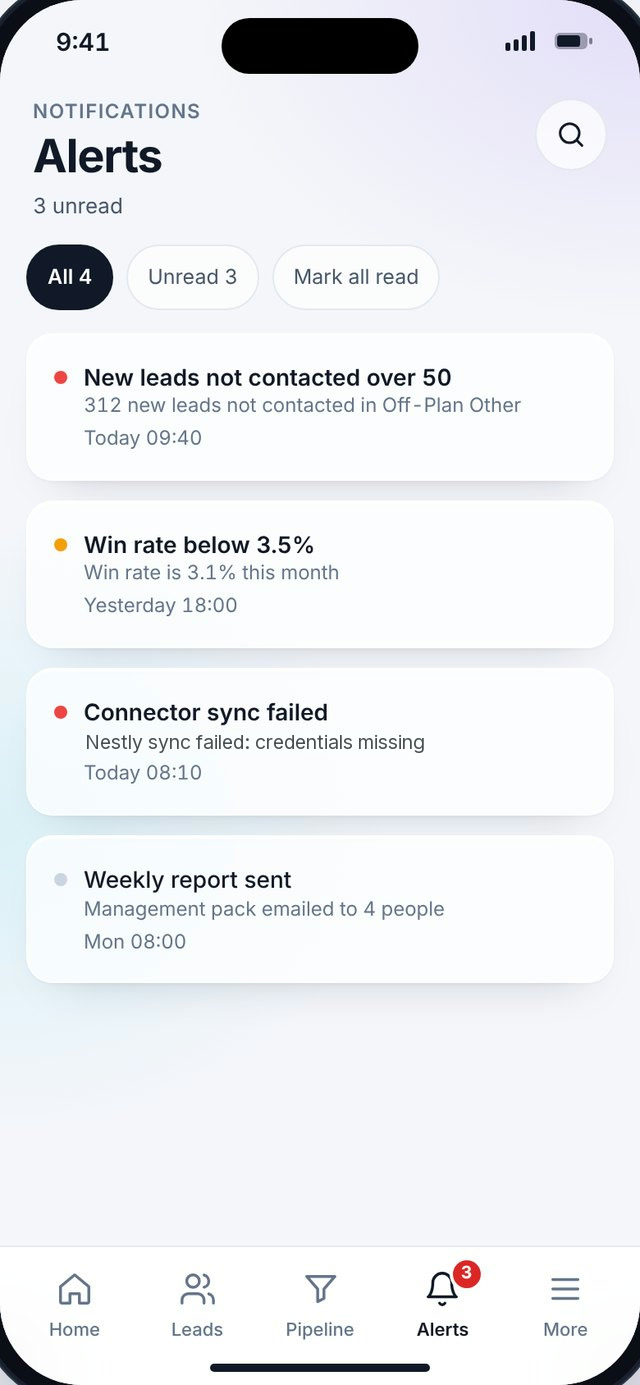 9:41
NOTIFICATIONS
Alerts
3 unread
All 4
Unread 3
Mark all read
New leads not contacted over 50
312 new leads not contacted in Off-Plan Other
Today 09:40
Win rate below 3.5%
Win rate is 3.1% this month
Yesterday 18:00
Connector sync failed
Nestly sync failed: credentials missing
Today 08:10
Weekly report sent
Management pack emailed to 4 people
Mon 08:00
3
Home
Leads
Pipeline
Alerts
More